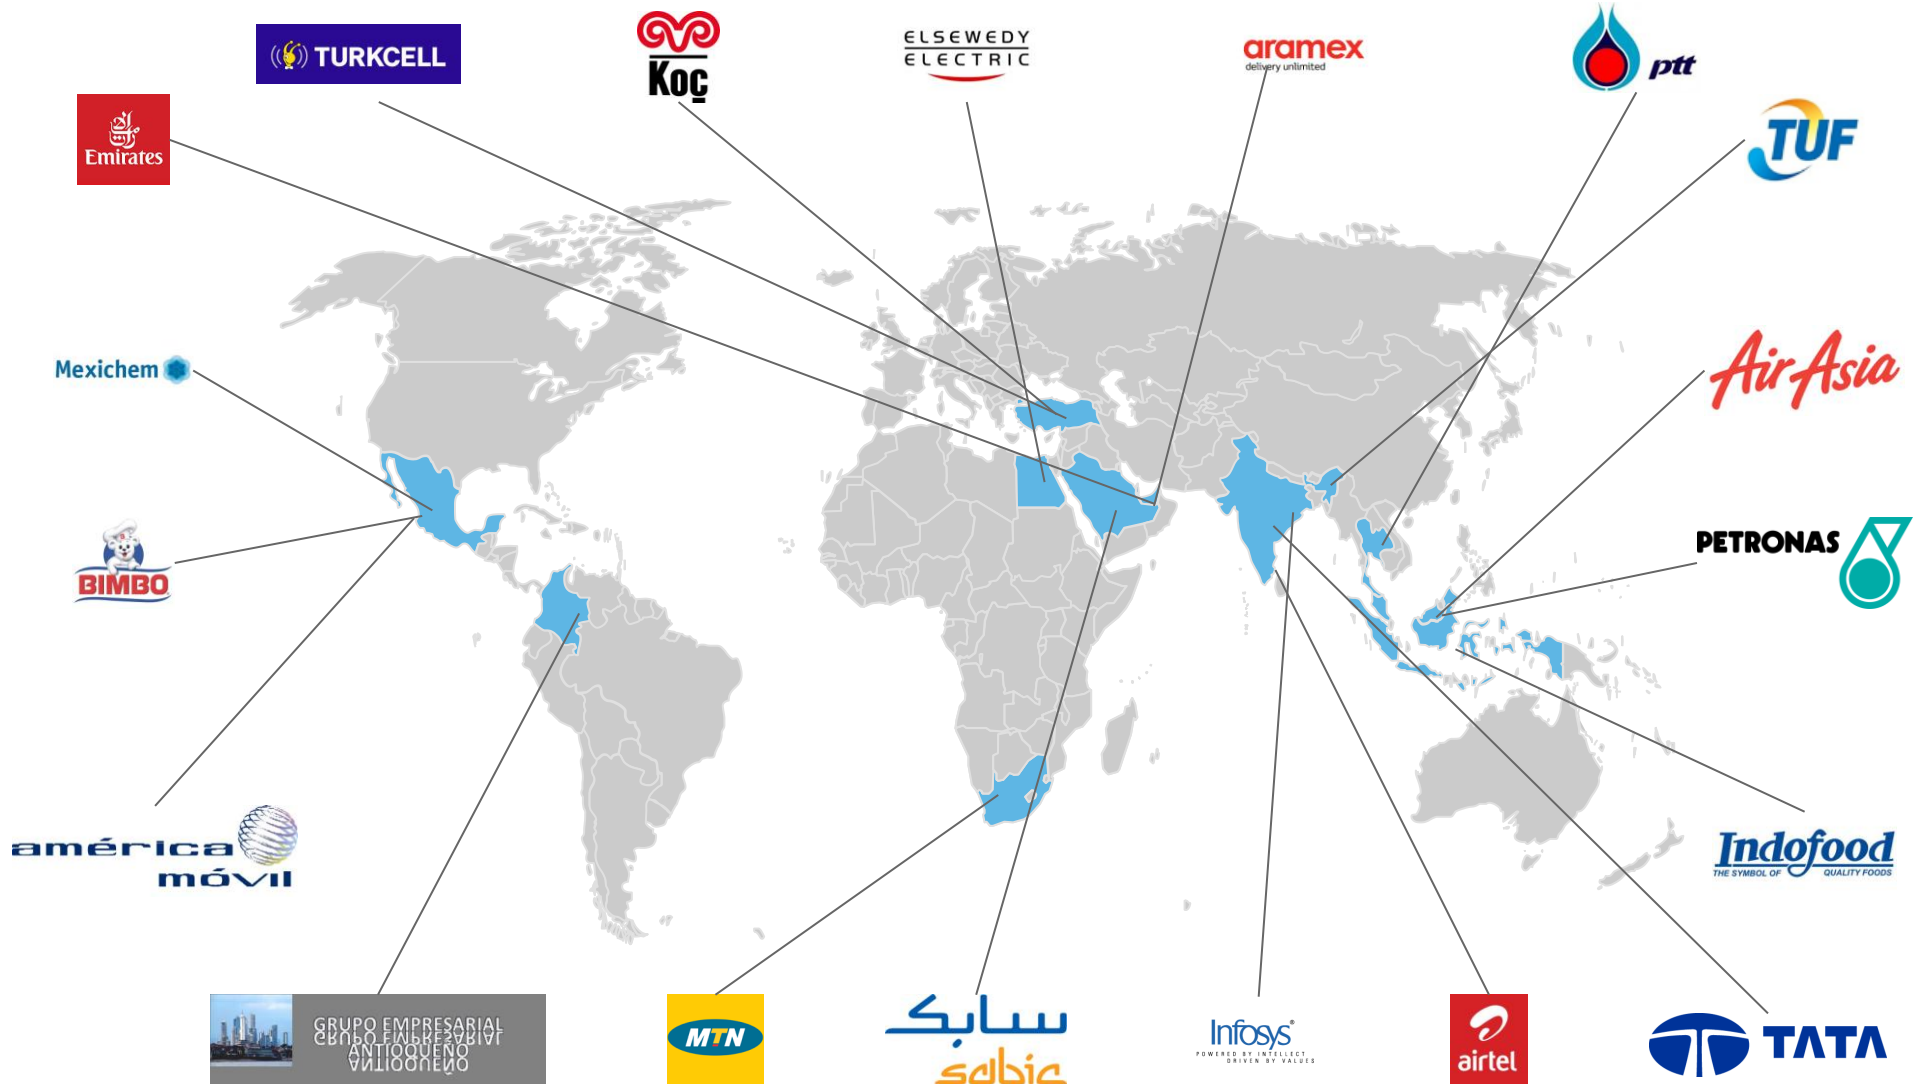 TURKCELL
Koç
ELSEWEDY
ELECTRIC
aramex
delivery unlimited
ptt
Emirates
TUF
Mexichem
AirAsia
BIMBO
PETRONAS
américa
móvil
Indofood
THE SYMBOL OF QUALITY FOODS
GRUPO EMPRESARIAL
ANTIOQUEÑO
MTN
سابک
sabic
Infosys®
POWERED BY INTELLECT
DRIVEN BY VALUES
airtel
TATA